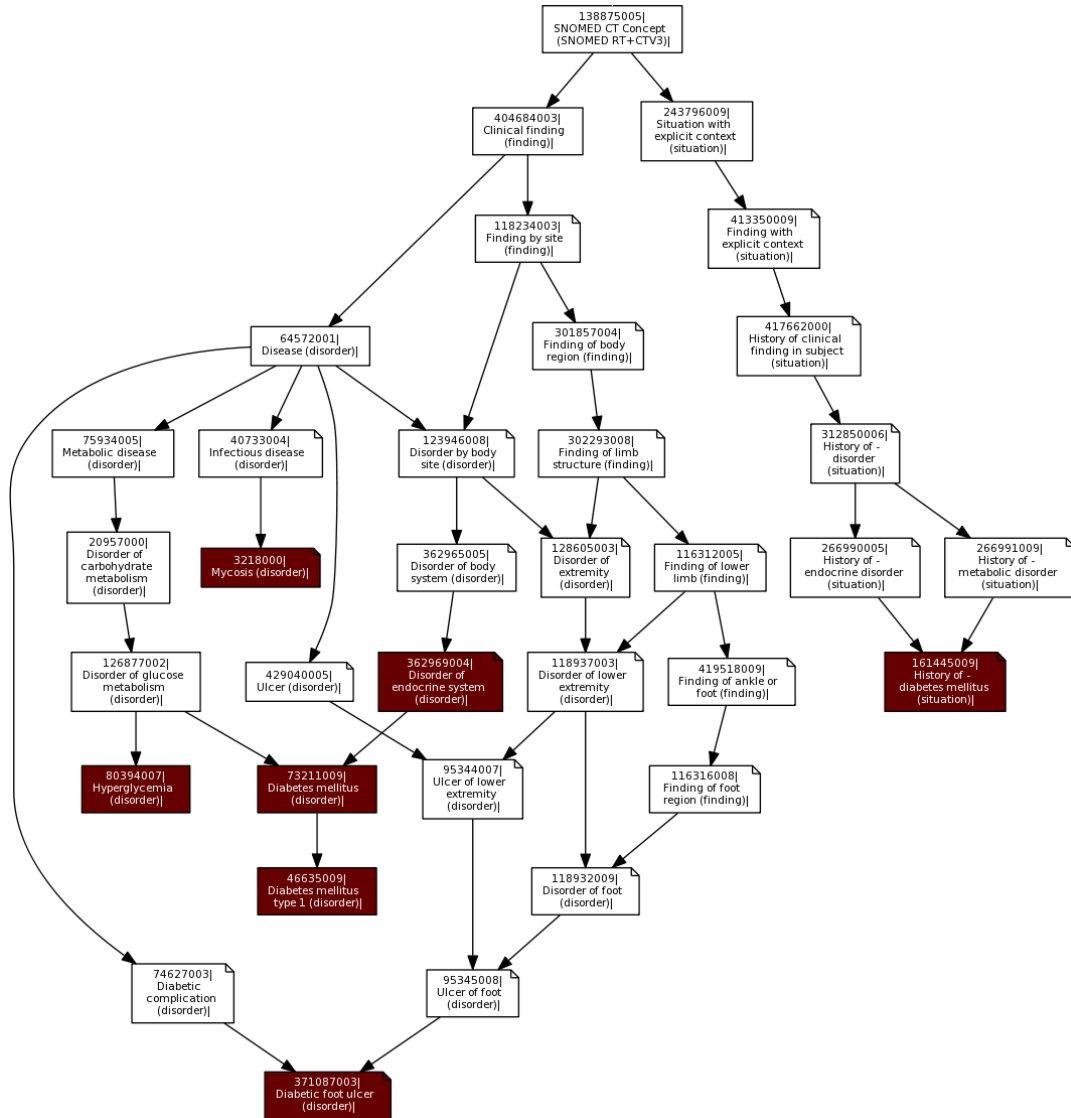 138875005|
SNOMED CT Concept
(SNOMED RT+CTV3)|
404684003|
Clinical finding
(finding)|
243796009|
Situation with
explicit context
(situation)|
118234003|
Finding by site
(finding)|
413350009|
Finding with
explicit context
(situation)|
64572001|
Disease (disorder)|
301857004|
Finding of body
region (finding)|
417662000|
History of clinical
finding in subject
(situation)|
75934005|
Metabolic disease
(disorder)|
40733004|
Infectious disease
(disorder)|
123946008|
Disorder by body
site (disorder)|
302293008|
Finding of limb
structure (finding)|
312850006|
History of -
disorder
(situation)|
20957000|
Disorder of
carbohydrate
metabolism
(disorder)|
3218000|
Mycosis (disorder)|
362965005|
Disorder of body
system (disorder)|
128605003|
Disorder of
extremity
(disorder)|
116312005|
Finding of lower
limb (finding)|
266990005|
History of -
endocrine disorder
(situation)|
266991009|
History of -
metabolic disorder
(situation)|
126877002|
Disorder of glucose
metabolism
(disorder)|
429040005|
Ulcer (disorder)|
362969004|
Disorder of
endocrine system
(disorder)|
118937003|
Disorder of lower
extremity
(disorder)|
419518009|
Finding of ankle or
foot (finding)|
161445009|
History of -
diabetes mellitus
(situation)|
80394007|
Hyperglycemia
(disorder)|
73211009|
Diabetes mellitus
(disorder)|
95344007|
Ulcer of lower
extremity
(disorder)|
116316008|
Finding of foot
region (finding)|
46635009|
Diabetes mellitus
type 1 (disorder)|
118932009|
Disorder of foot
(disorder)|
74627003|
Diabetic
complication
(disorder)|
95345008|
Ulcer of foot
(disorder)|
371087003|
Diabetic foot ulcer
(disorder)|